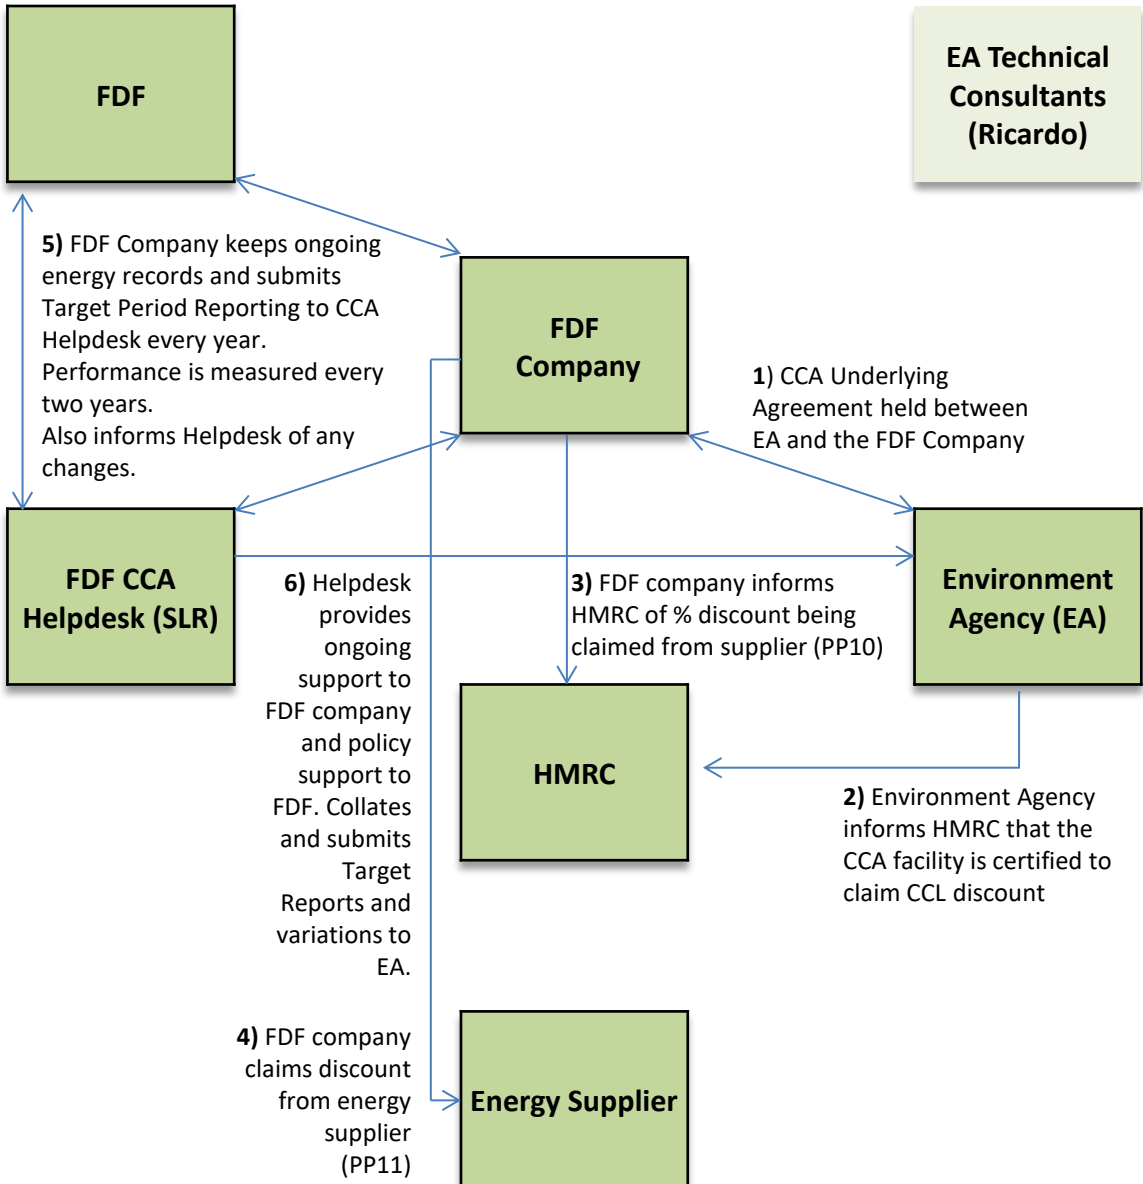 FDF
EA Technical
Consultants
(Ricardo)
5) FDF Company keeps ongoing
energy records and submits
Target Period Reporting to CCA
Helpdesk every year.
Performance is measured every
two years.
Also informs Helpdesk of any
changes.
FDF
Company
1) CCA Underlying
Agreement held between
EA and the FDF Company
FDF CCA
Helpdesk (SLR)
6) Helpdesk
provides
ongoing
support to
FDF company
and policy
support to
FDF. Collates
and submits
Target
Reports and
variations to
EA.
3) FDF company informs
HMRC of % discount being
claimed from supplier (PP10)
Environment
Agency (EA)
HMRC
2) Environment Agency
informs HMRC that the
CCA facility is certified to
claim CCL discount
4) FDF company
claims discount
from energy
supplier
(PP11)
Energy Supplier